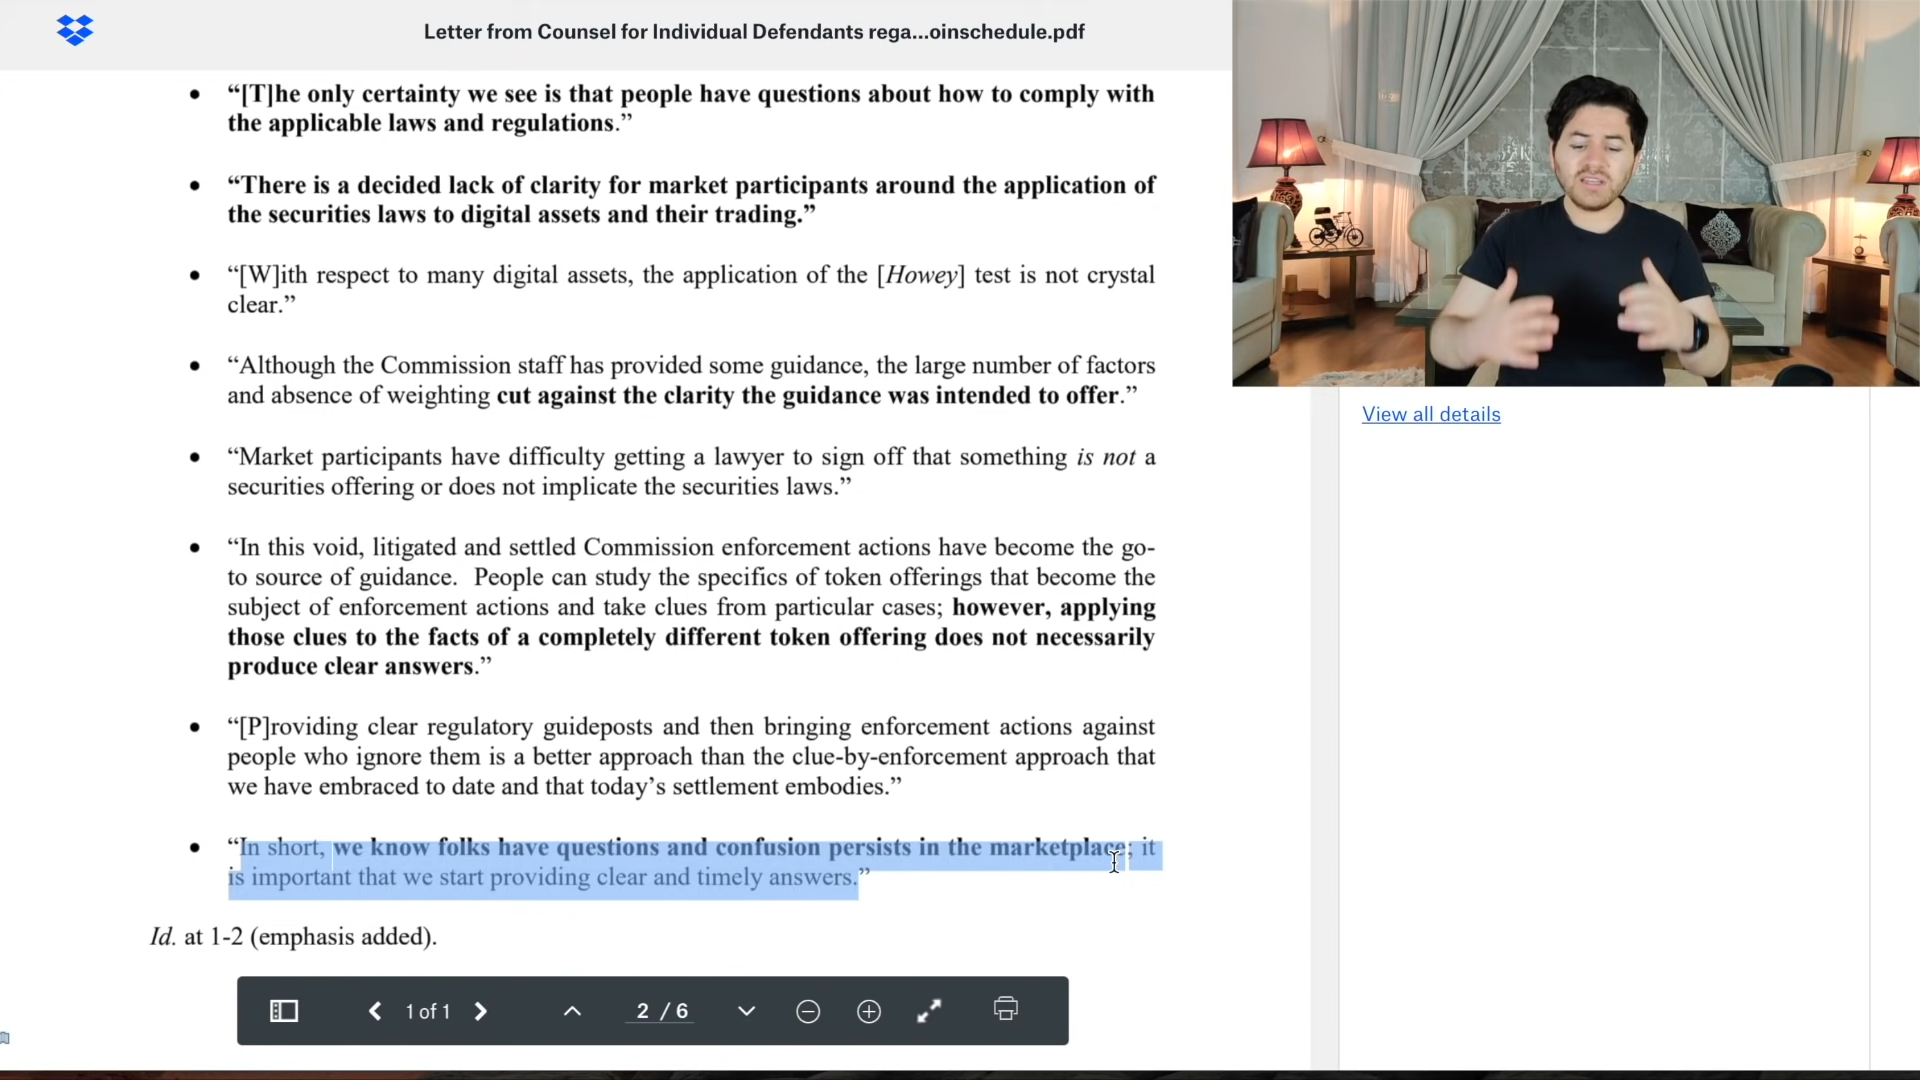 Letter from Counsel for Individual Defendants rega...oinschedule.pdf
• “[T]he only certainty we see is that people have questions about how to comply with
the applicable laws and regulations.”
• “There is a decided lack of clarity for market participants around the application of
the securities laws to digital assets and their trading.”
• “[W]ith respect to many digital assets, the application of the [Howey] test is not crystal
clear.”
• “Although the Commission staff has provided some guidance, the large number of factors
and absence of weighting cut against the clarity the guidance was intended to offer.”
• “Market participants have difficulty getting a lawyer to sign off that something is not a
securities offering or does not implicate the securities laws.”
• “In this void, litigated and settled Commission enforcement actions have become the go-
to source of guidance. People can study the specifics of token offerings that become the
subject of enforcement actions and take clues from particular cases; however, applying
those clues to the facts of a completely different token offering does not necessarily
produce clear answers.”
• “[P]roviding clear regulatory guideposts and then bringing enforcement actions against
people who ignore them is a better approach than the clue-by-enforcement approach that
we have embraced to date and that today’s settlement embodies.”
• “In short, we know folks have questions and confusion persists in the marketplace; it
is important that we start providing clear and timely answers.”
Id. at 1-2 (emphasis added).
1 of 1
2 / 6
View all details